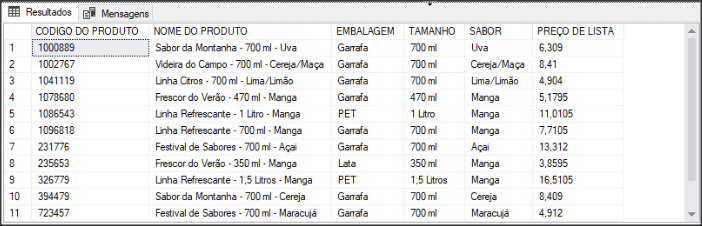 Resultados Mensagens
CODIGO DO PRODUTO NOME DO PRODUTO EMBALAGEM TAMANHO SABOR PREÇO DE LISTA
1 1000889 Sabor da Montanha - 700 ml - Uva Garrafa 700 ml Uva 6,309
2 1002767 Videira do Campo - 700 ml - Cereja/Maça Garrafa 700 ml Cereja/Maça 8,41
3 1041119 Linha Citros - 700 ml - Lima/Limão Garrafa 700 ml Lima/Limão 4,904
4 1078680 Frescor do Verão - 470 ml - Manga Garrafa 470 ml Manga 5,1795
5 1086543 Linha Refrescante - 1 Litro - Manga PET 1 Litro Manga 11,0105
6 1096818 Linha Refrescante - 700 ml - Manga Garrafa 700 ml Manga 7,7105
7 231776 Festival de Sabores - 700 ml - Açai Garrafa 700 ml Açai 13,312
8 235653 Frescor do Verão - 350 ml - Manga Lata 350 ml Manga 3,8595
9 326779 Linha Refrescante - 1,5 Litros - Manga PET 1,5 Litros Manga 16,5105
10 394479 Sabor da Montanha - 700 ml - Cereja Garrafa 700 ml Cereja 8,409
11 723457 Festival de Sabores - 700 ml - Maracujá Garrafa 700 ml Maracujá 4,912